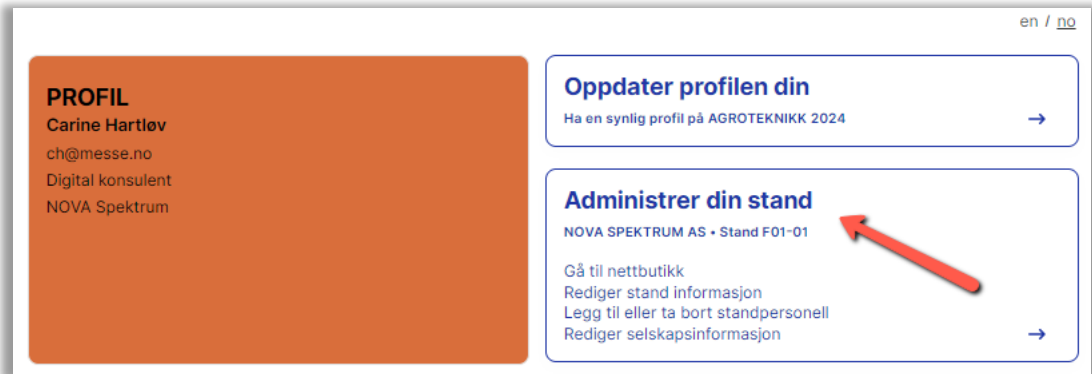 en / no
PROFIL
Carine Hartløv
ch@messe.no
Digital konsulent
NOVA Spektrum
Oppdater profilen din
Ha en synlig profil på AGROTEKNIKK 2024
Administrer din stand
NOVA SPEKTRUM AS • Stand F01-01
Gå til nettbutikk
Rediger stand informasjon
Legg til eller ta bort standpersonell
Rediger selskapsinformasjon